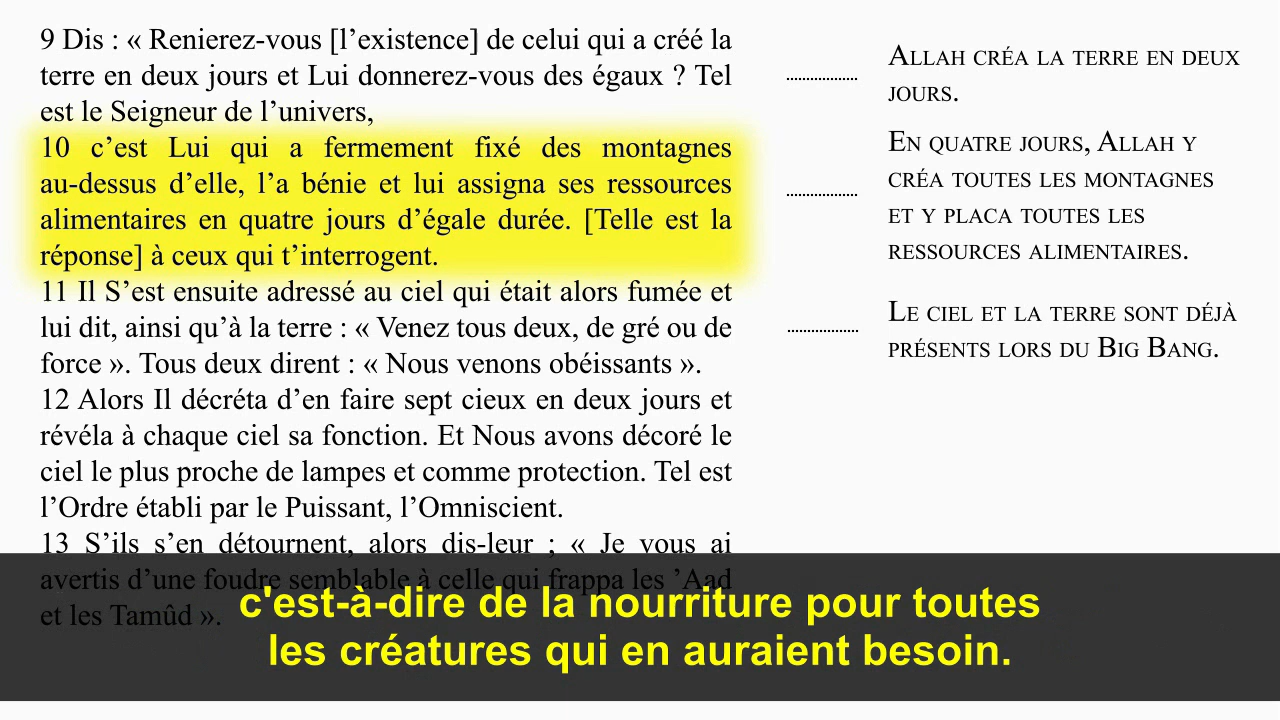 9 Dis : « Renierez-vous [l’existence] de celui qui a créé la
terre en deux jours et Lui donnerez-vous des égaux ? Tel
est le Seigneur de l’univers,
10 c’est Lui qui a fermement fixé des montagnes
au-dessus d’elle, l’a bénie et lui assigna ses ressources
alimentaires en quatre jours d’égale durée. [Telle est la
réponse] à ceux qui t’interrogent.
11 Il S’est ensuite adressé au ciel qui était alors fumée et
lui dit, ainsi qu’à la terre : « Venez tous deux, de gré ou de
force ». Tous deux dirent : « Nous venons obéissants ».
12 Alors Il décréta d’en faire sept cieux en deux jours et
révéla à chaque ciel sa fonction. Et Nous avons décoré le
ciel le plus proche de lampes et comme protection. Tel est
l’Ordre établi par le Puissant, l’Omniscient.
13 S’ils s’en détournent, alors dis-leur ; « Je vous ai
avertis d’une foudre semblable à celle qui frappa les ’Aad
et les Tamûd ».
Allah créa la terre en deux
jours.
En quatre jours, Allah y
créa toutes les montagnes
et y placa toutes les
ressources alimentaires.
Le ciel et la terre sont déjà
présents lors du Big Bang.
c'est-à-dire de la nourriture pour toutes
les créatures qui en auraient besoin.